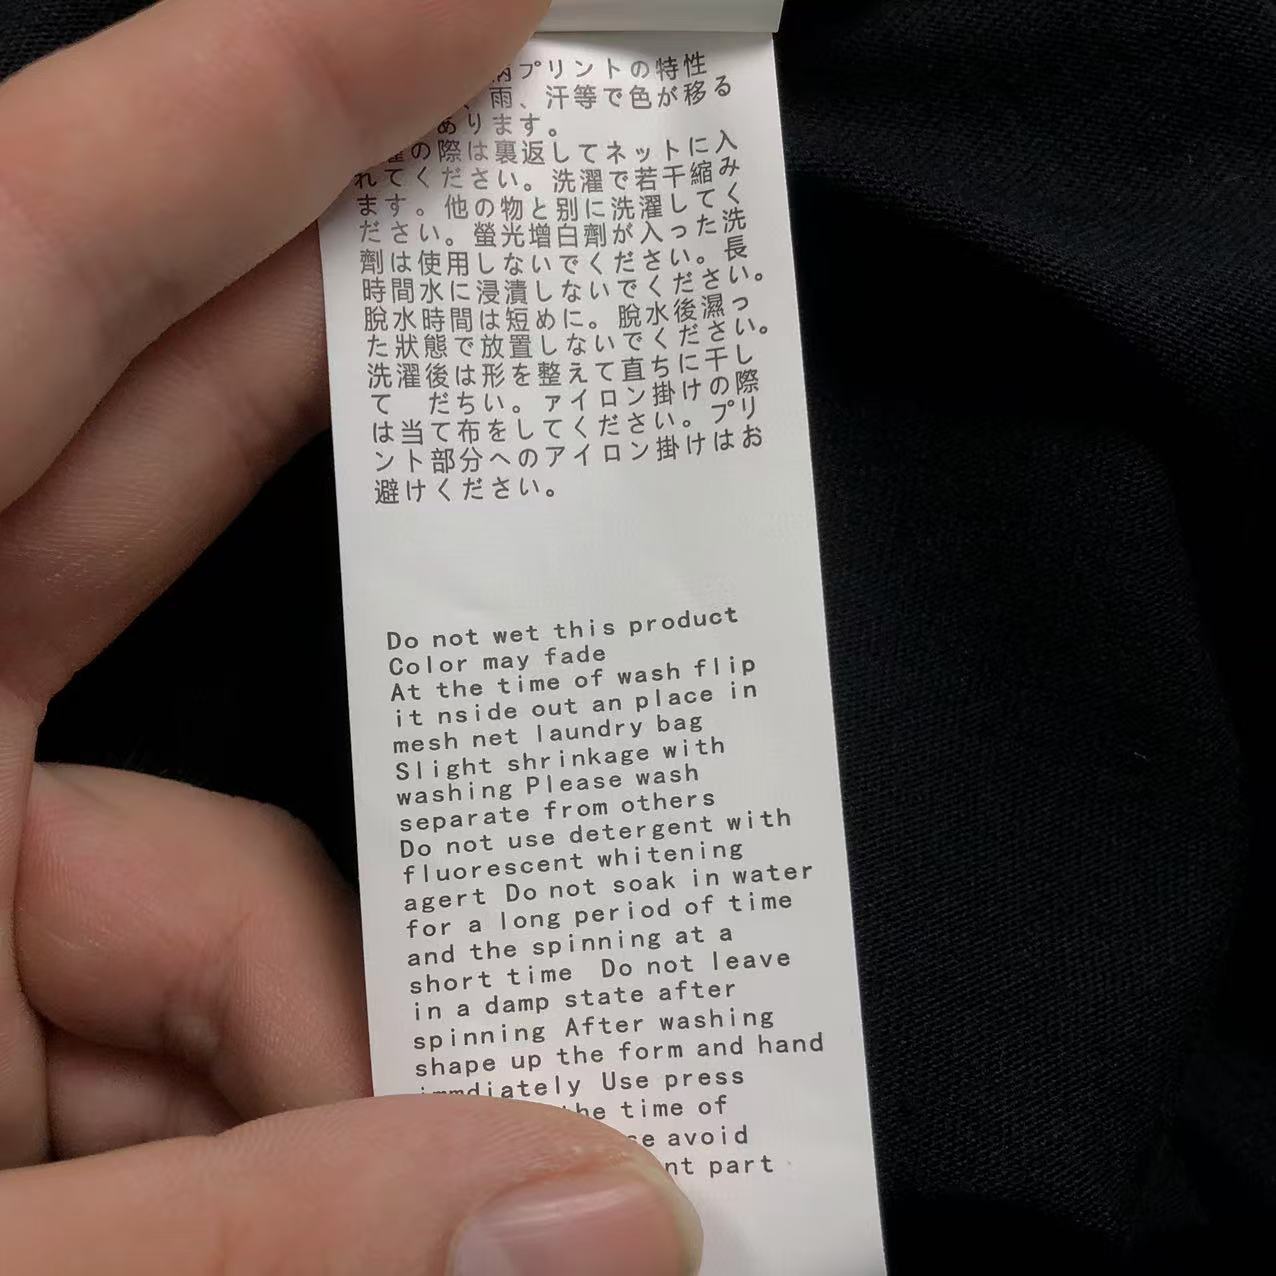 プリントの特性
、雨、汗等で色が移る
あります。
の際は裏返してネットに入
れてください。洗濯で若干縮み
ます。他の物と別に洗濯してく
ださい。螢光增白劑が入った洗
劑は使用しないでください。長
時間水に浸漬しないでください。
脫水時間は短めに。脫水後濕っ
た狀態で放置しないでください。
洗濯後は形を整えて直ちに干し
て だちい。ァイロン掛けの際
は当て布をしてください。プリ
ント部分へのアイロン掛けはお
避けください。
Do not wet this product
Color may fade
At the time of wash flip
it nside out an place in
mesh net laundry bag
Slight shrinkage with
washing Please wash
separate from others
Do not use detergent with
fluorescent whitening
agert Do not soak in water
for a long period of time
and the spinning at a
short time Do not leave
in a damp state after
spinning After washing
shape up the form and hand
immdiately Use press
the time of
avoid
part